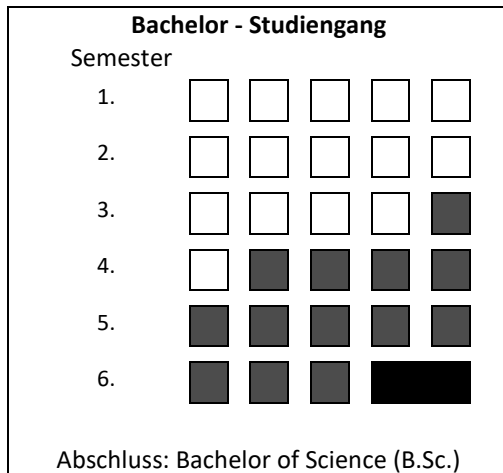 Bachelor - Studiengang
Semester
1.
2.
3.
4.
5.
6.
Abschluss: Bachelor of Science (B.Sc.)